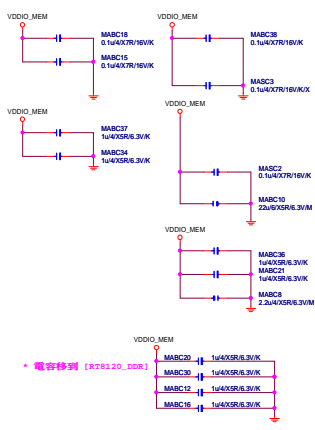 VDDIO_MEM
MABC18
0.1u/4/X7R/16V/K
MABC15
0.1u/4/X7R/16V/K
VDDIO_MEM
MABC38
0.1u/4/X7R/16V/K
MASC3
0.1u/4/X7R/16V/K/X
VDDIO_MEM
MABC37
1u/4/X5R/6.3V/K
MABC34
1u/4/X5R/6.3V/K
VDDIO_MEM
MASC2
0.1u/4/X7R/16V/K
MABC10
22u/6/X5R/6.3V/M
VDDIO_MEM
MABC36
1u/4/X5R/6.3V/K
MABC21
1u/4/X5R/6.3V/K
MABC8
2.2u/4/X5R/6.3V/M
VDDIO_MEM
* 電容移到 [RT8120_DDR]
MABC20 1u/4/X5R/6.3V/K
MABC30 1u/4/X5R/6.3V/K
MABC12 1u/4/X5R/6.3V/K
MABC16 1u/4/X5R/6.3V/K